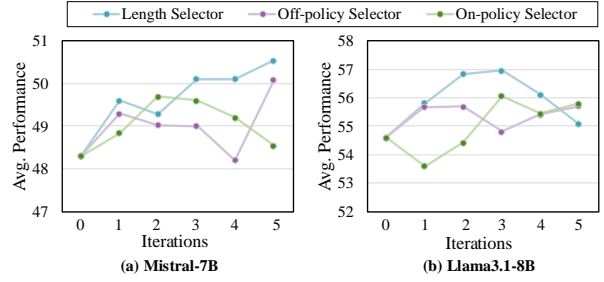 Length Selector Off-policy Selector On-policy Selector
Avg. Performance
51
50
49
48
47
0 1 2 3 4 5
Iterations
(a) Mistral-7B
Avg. Performance
58
57
56
55
54
53
52
0 1 2 3 4 5
Iterations
(b) Llama3.1-8B